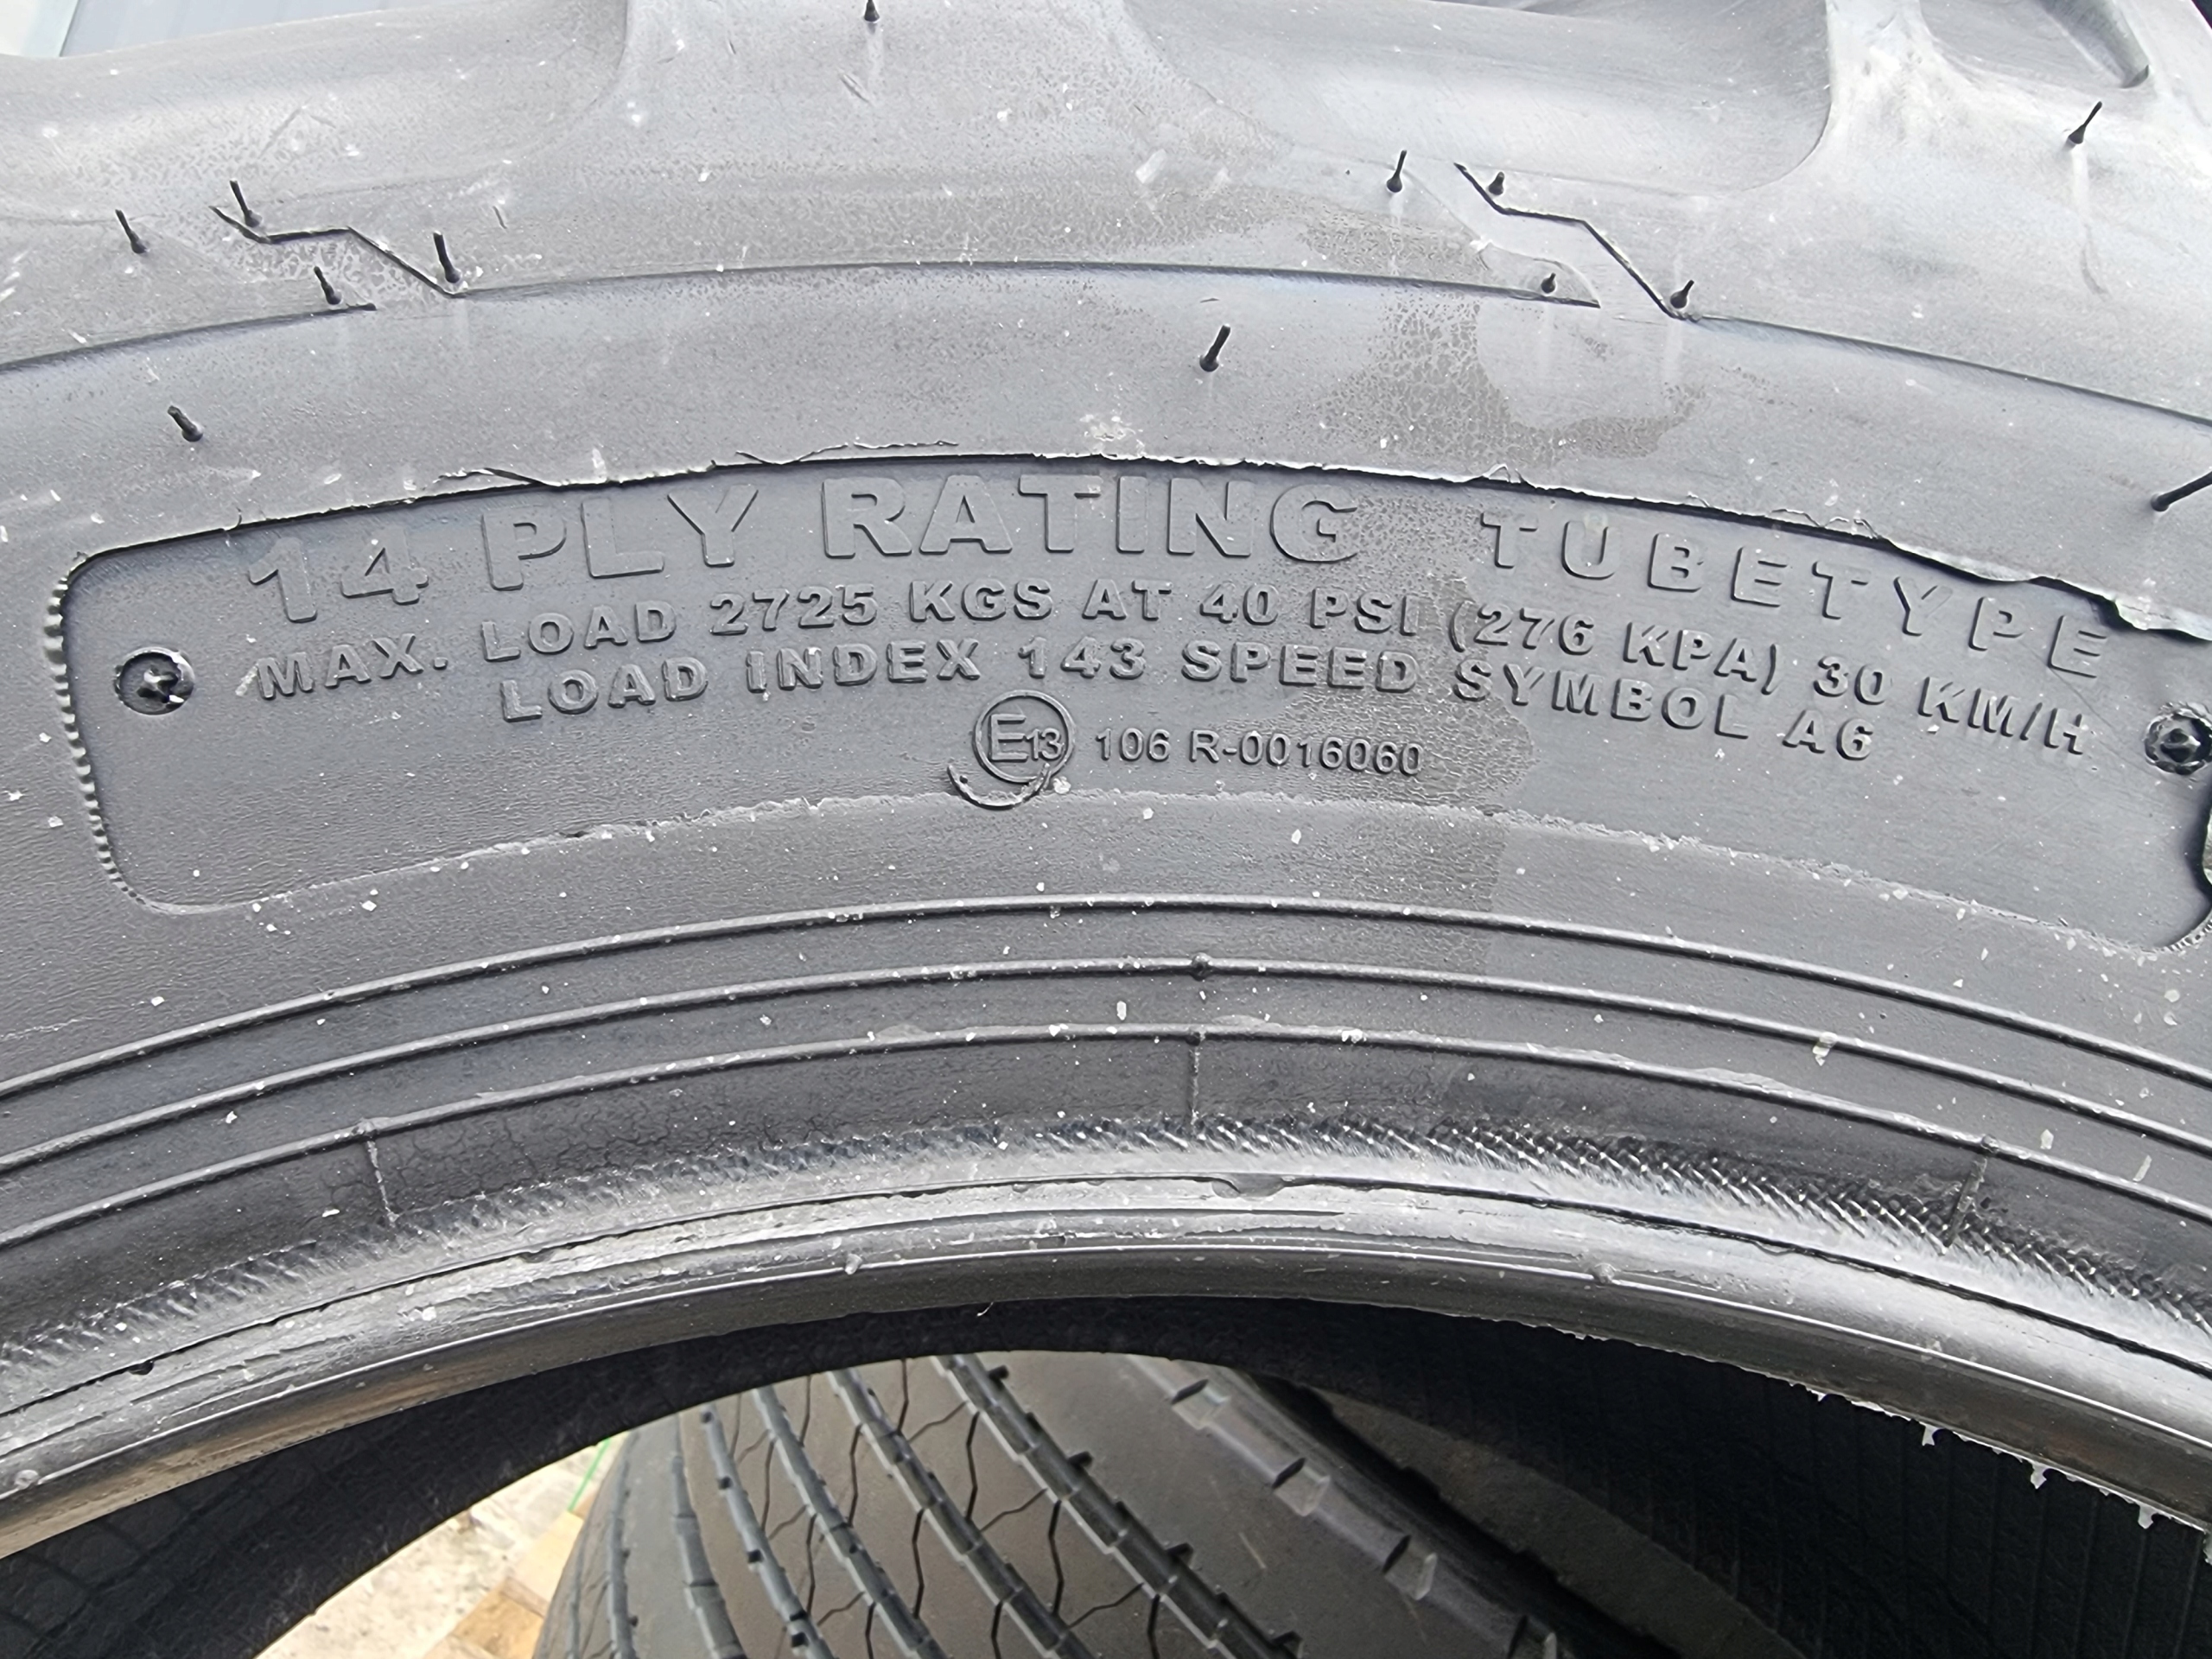 14 PLY RATING TUBETYPE
MAX. LOAD 2725 KGS AT 40 PSI (276 KPA) 30 KM/H
LOAD INDEX 143 SPEED SYMBOL A6
E13 106 R-0016060